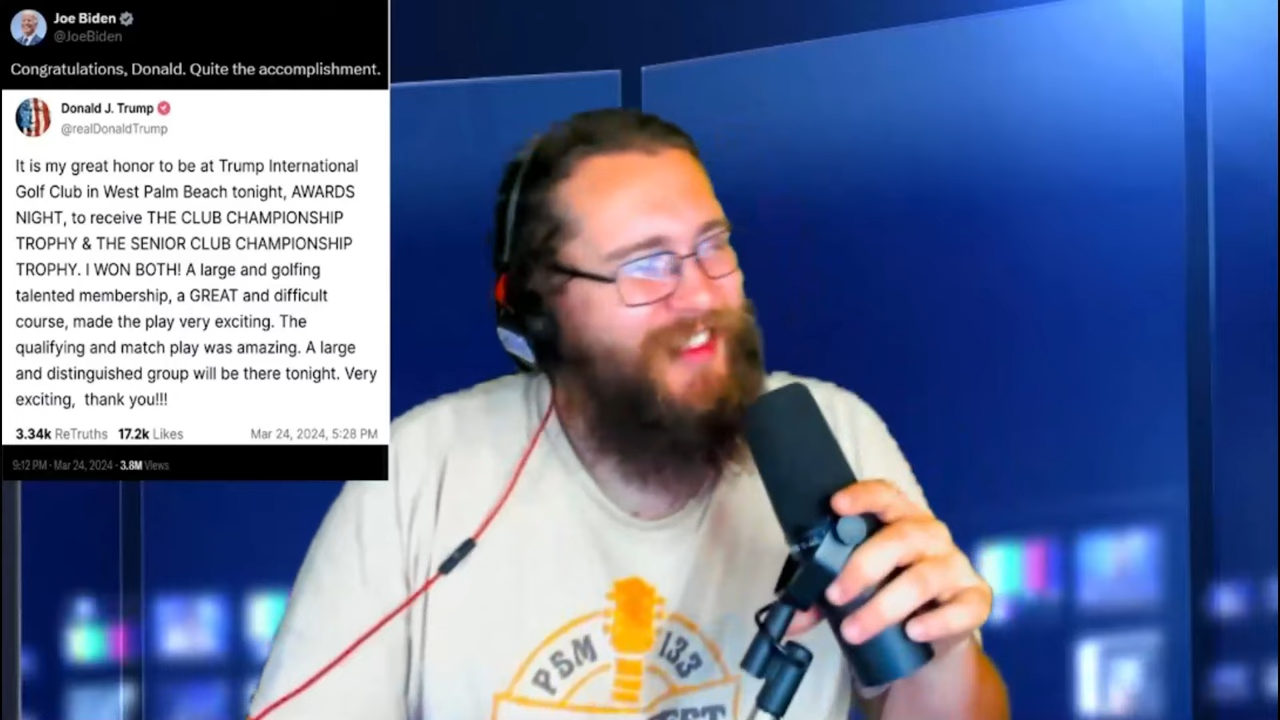 Joe Biden
@JoeBiden
Congratulations, Donald. Quite the accomplishment.
Donald J. Trump
@realDonaldTrump
It is my great honor to be at Trump International
Golf Club in West Palm Beach tonight, AWARDS
NIGHT, to receive THE CLUB CHAMPIONSHIP
TROPHY & THE SENIOR CLUB CHAMPIONSHIP
TROPHY. I WON BOTH! A large and golfing
talented membership, a GREAT and difficult
course, made the play very exciting. The
qualifying and match play was amazing. A large
and distinguished group will be there tonight. Very
exciting, thank you!!!
3.34k ReTruths 17.2k Likes Mar 24, 2024, 5:28 PM
9:12 PM · Mar 24, 2024 · 3.8M Views
PSM 133